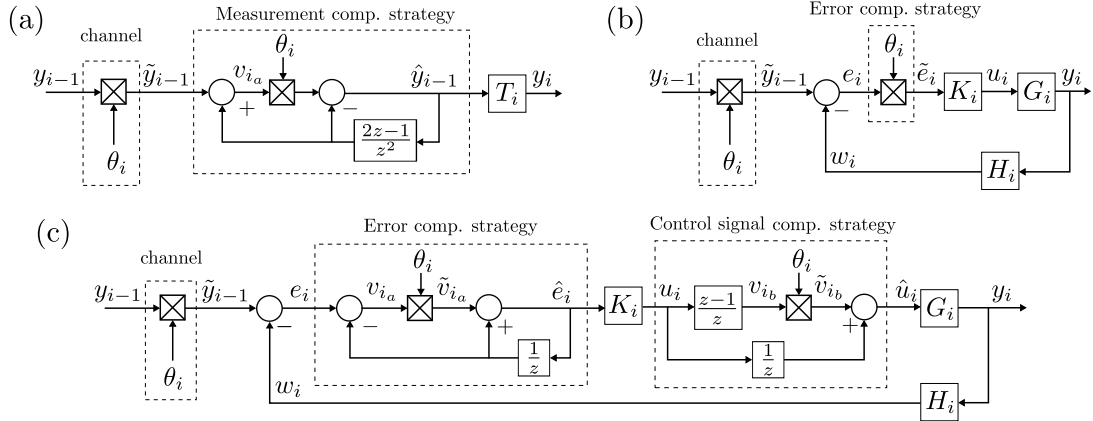 (a)
Measurement comp. strategy
channel
θ_i
y_{i−1} ỹ_{i−1} v_{i_a} ŷ_{i−1} T_i y_i
+ −
(2z−1)/z²
θ_i
(b)
Error comp. strategy
channel
θ_i
y_{i−1} ỹ_{i−1} e_i ẽ_i K_i u_i G_i y_i
−
θ_i
w_i H_i
(c)
Error comp. strategy
Control signal comp. strategy
channel
θ_i θ_i
y_{i−1} ỹ_{i−1} e_i v_{i_a} ṽ_{i_a} ê_i K_i u_i (z−1)/z v_{i_b} ṽ_{i_b} û_i G_i y_i
− − + +
1/z 1/z
θ_i
w_i H_i